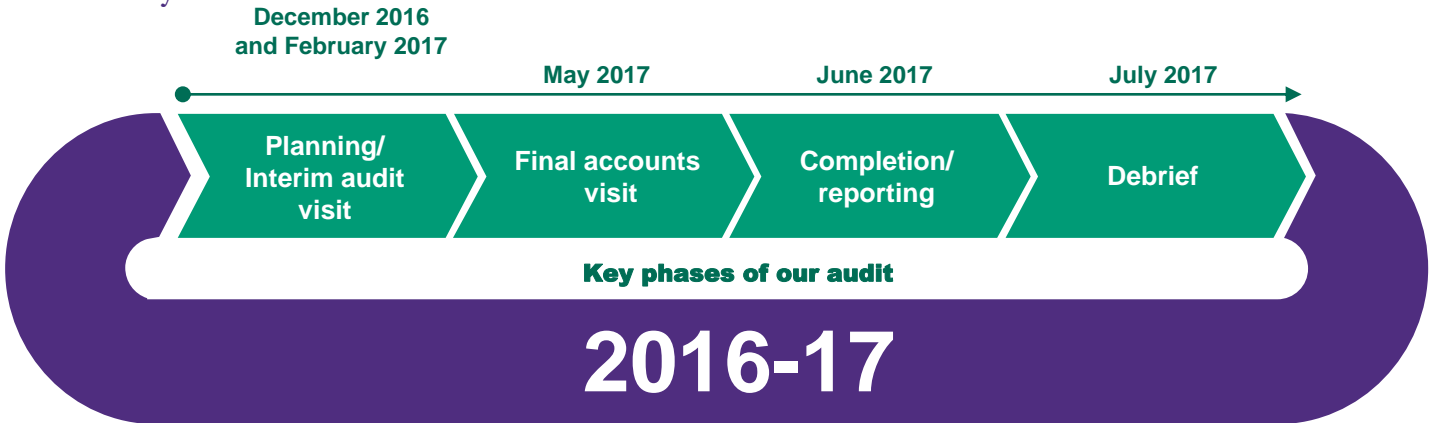 December 2016
and February 2017
May 2017
June 2017
July 2017
Planning/
Interim audit
visit
Final accounts
visit
Completion/
reporting
Debrief
Key phases of our audit
2016-17